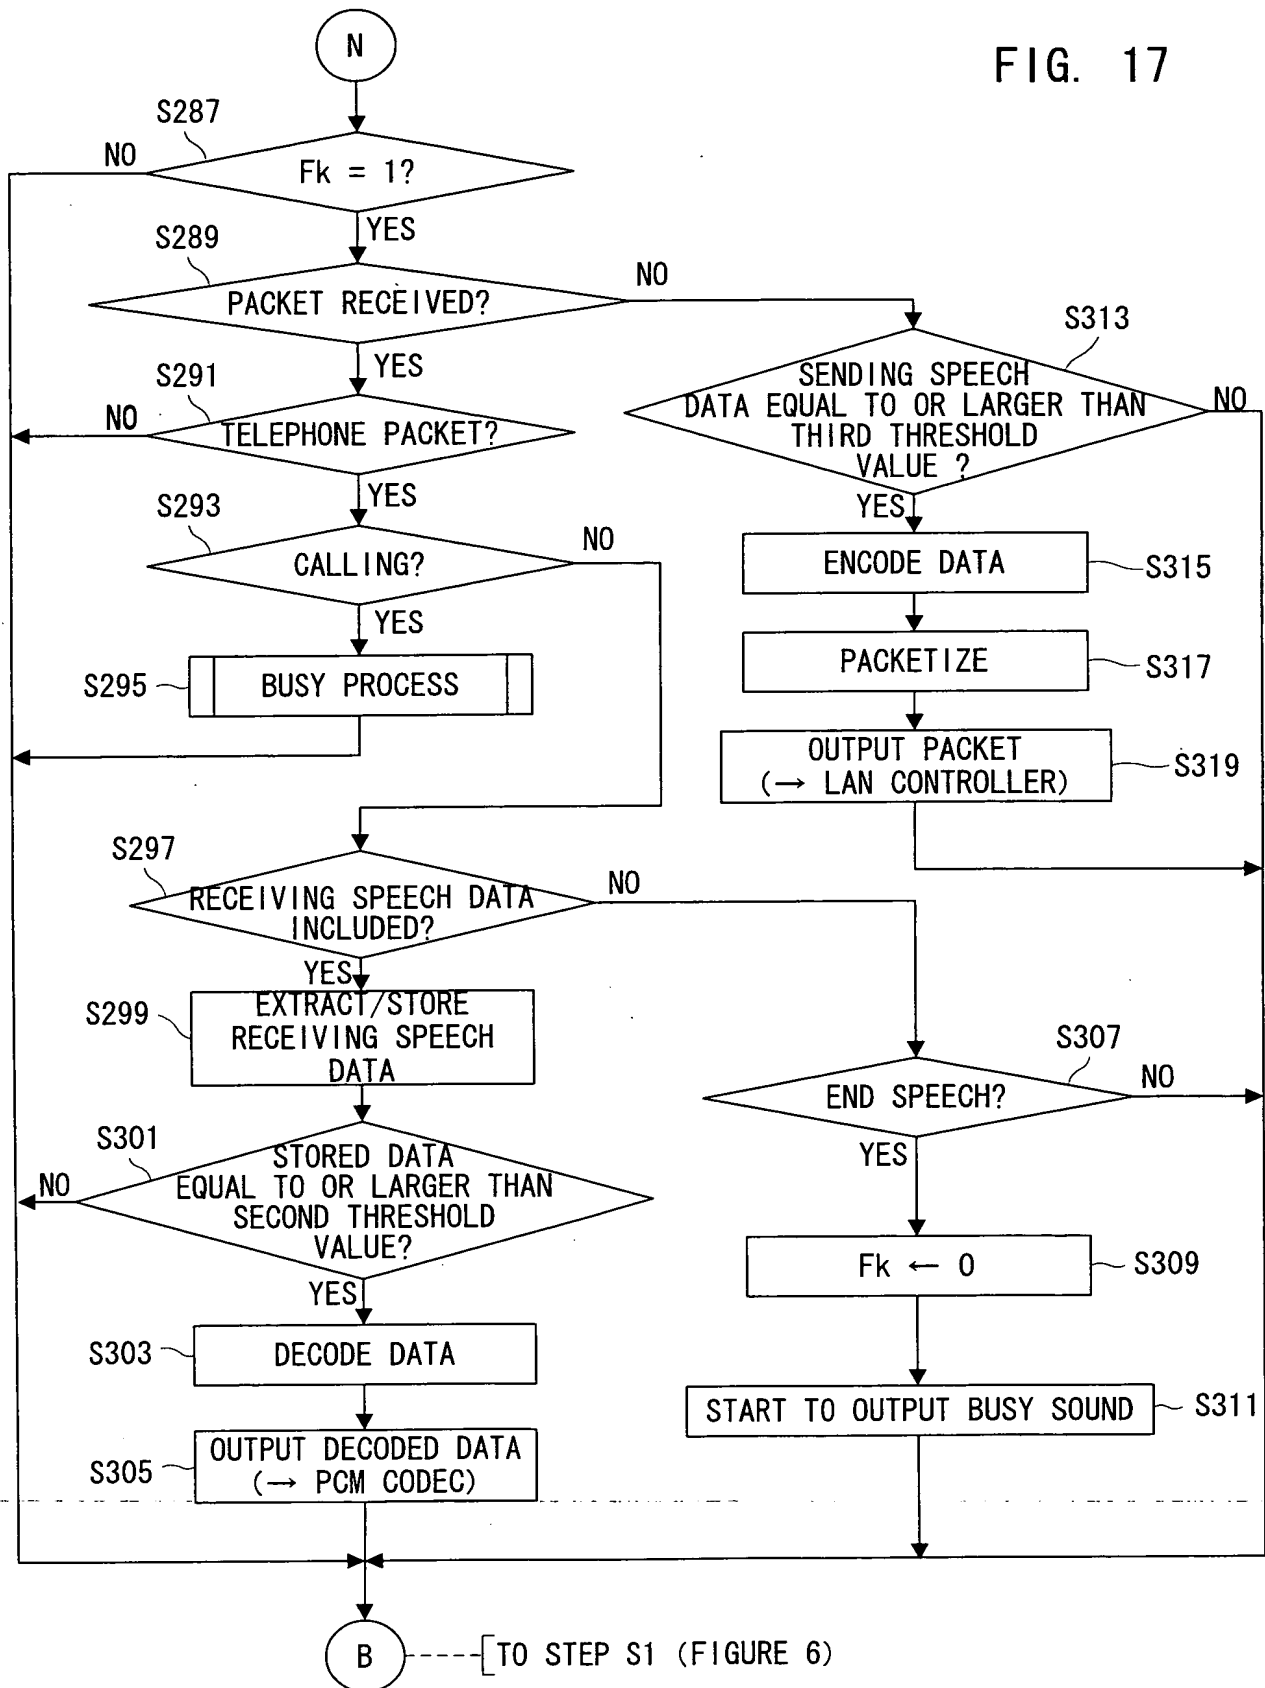 FIG. 17
N
S287
NO
Fk = 1?
YES
S289
NO
PACKET RECEIVED?
YES
S313
SENDING SPEECH
DATA EQUAL TO OR LARGER THAN
THIRD THRESHOLD
VALUE ?
NO
YES
S291
NO
TELEPHONE PACKET?
YES
S293
NO
CALLING?
YES
ENCODE DATA
S315
S295
BUSY PROCESS
PACKETIZE
S317
OUTPUT PACKET
(→ LAN CONTROLLER)
S319
S297
RECEIVING SPEECH DATA
INCLUDED?
NO
YES
S299
EXTRACT/STORE
RECEIVING SPEECH
DATA
S307
END SPEECH?
NO
YES
S301
NO
STORED DATA
EQUAL TO OR LARGER THAN
SECOND THRESHOLD
VALUE?
YES
Fk ← 0
S309
S303
DECODE DATA
START TO OUTPUT BUSY SOUND
S311
S305
OUTPUT DECODED DATA
(→ PCM CODEC)
B
TO STEP S1 (FIGURE 6)